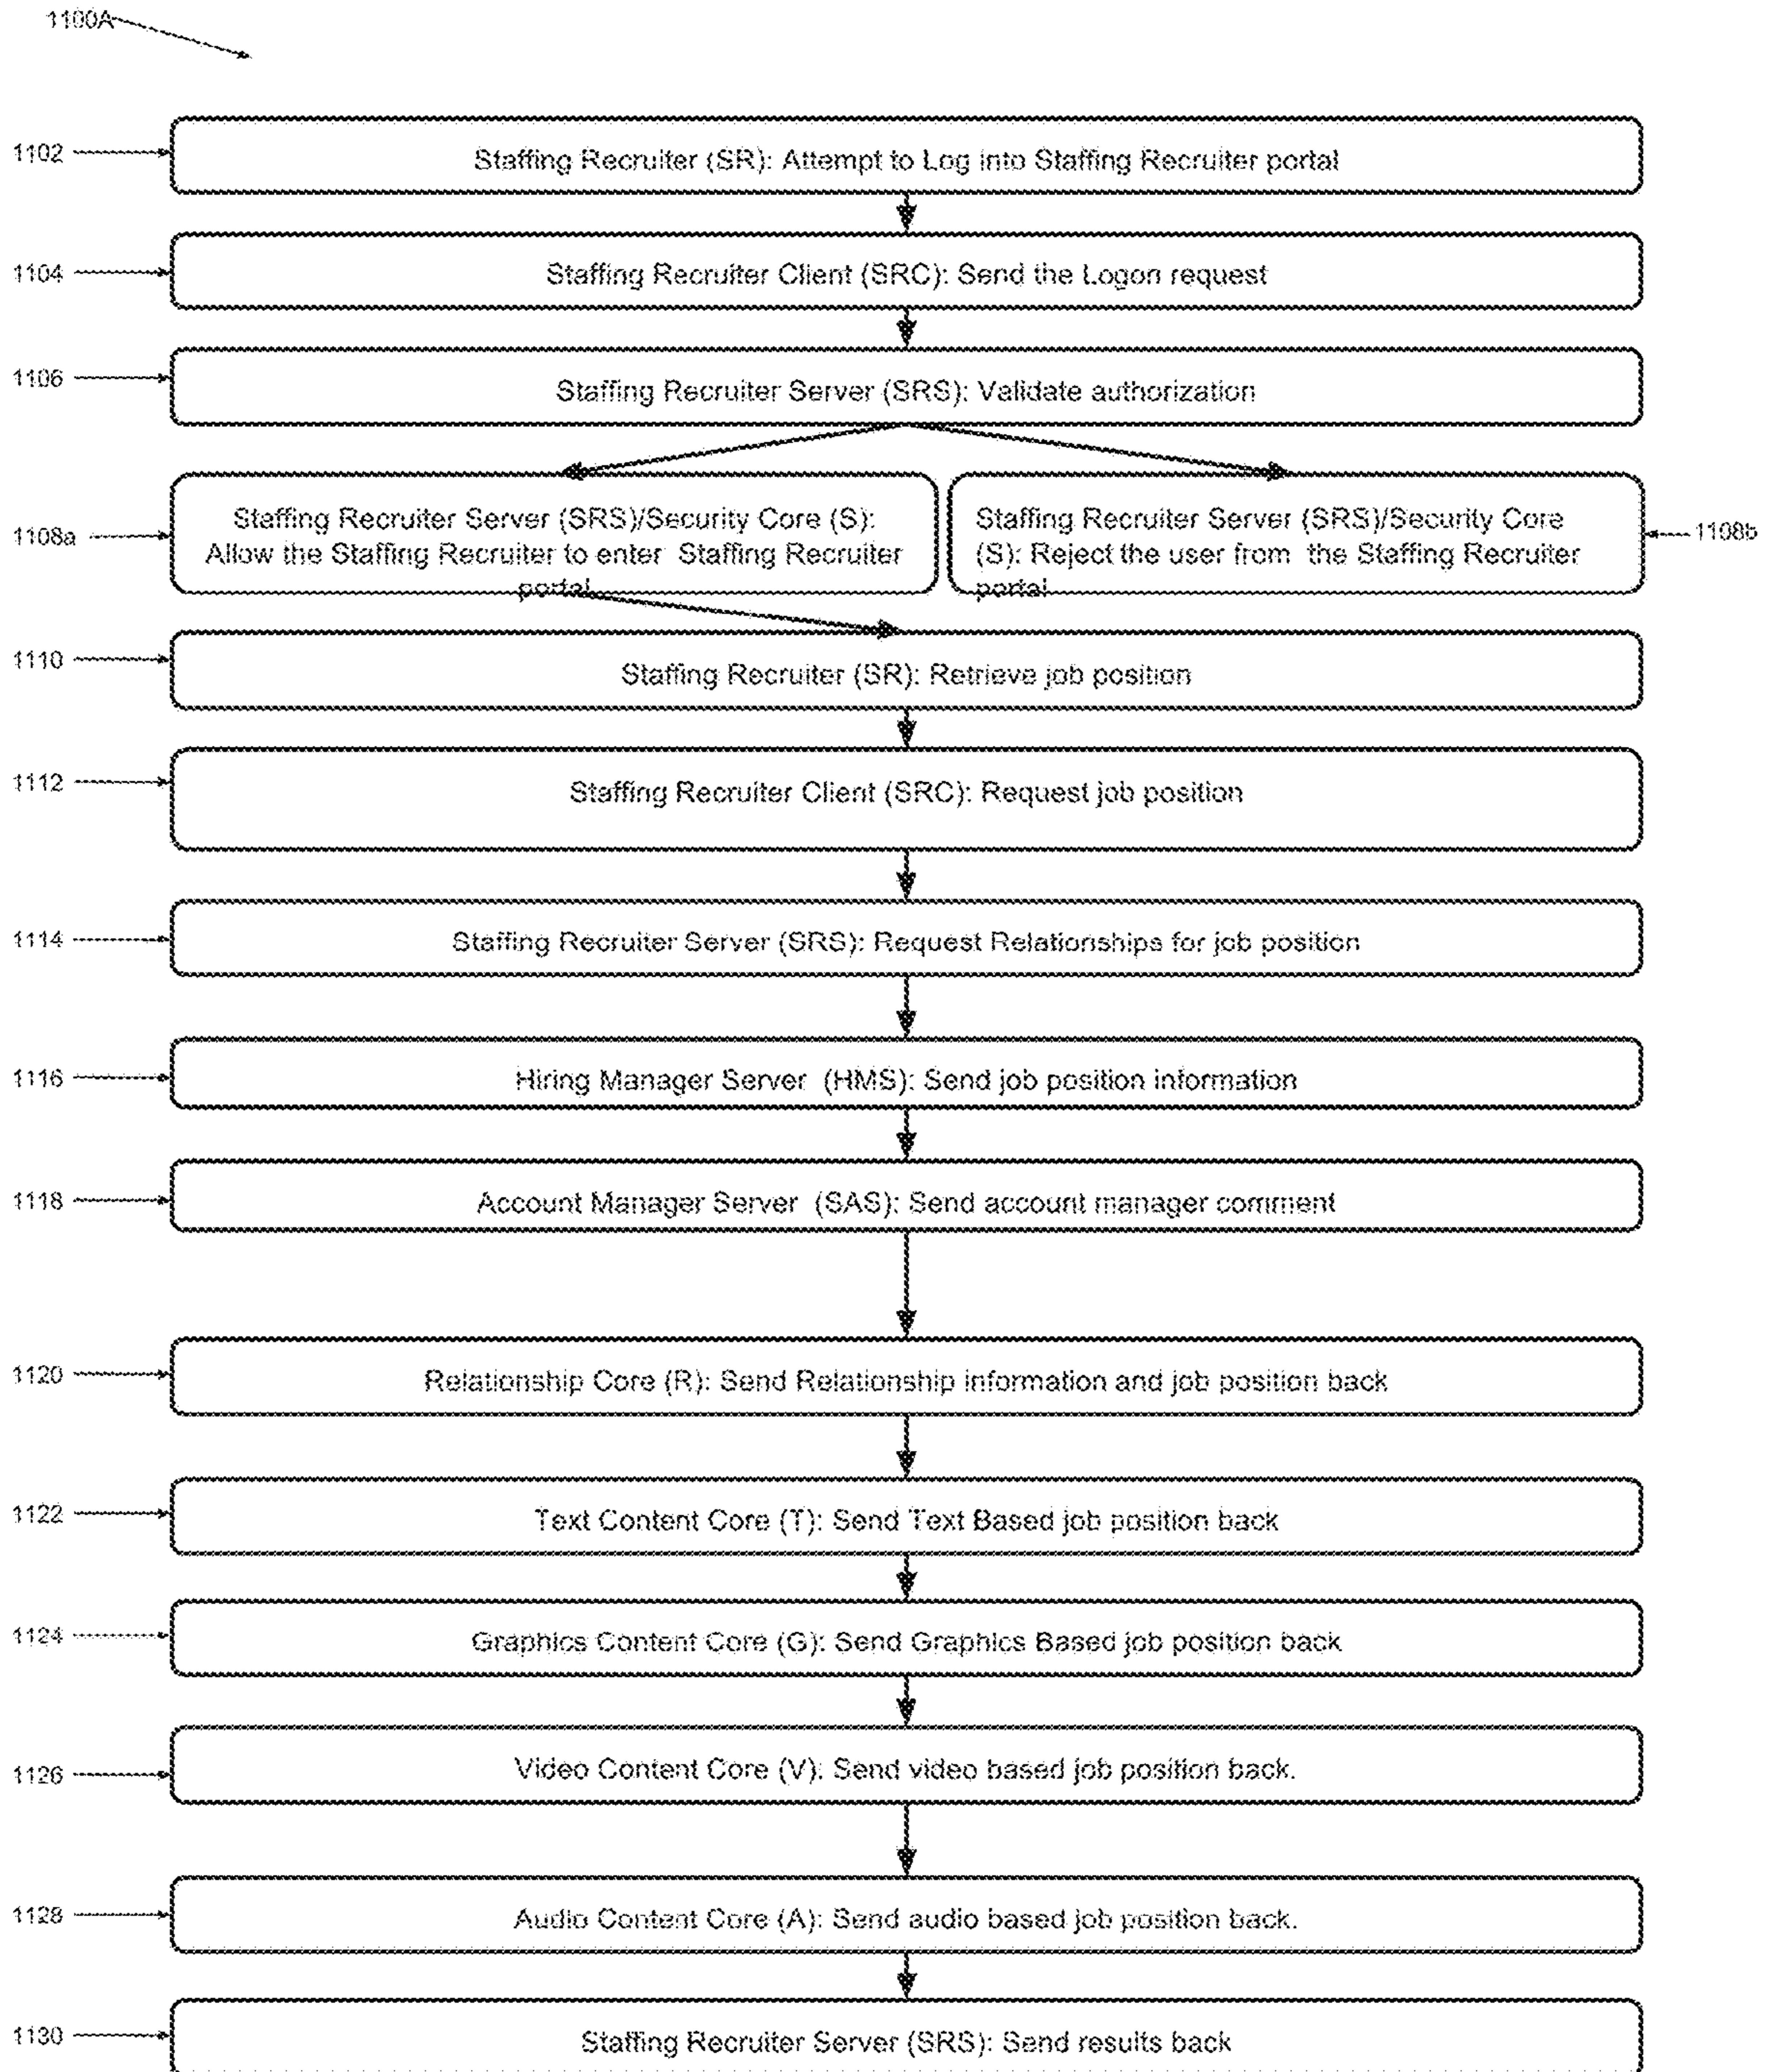 1100A
1102
Staffing Recruiter (SR): Attempt to Log into Staffing Recruiter portal
1104
Staffing Recruiter Client (SRC): Send the Logon request
1106
Staffing Recruiter Server (SRS): Validate authorization
1108a
Staffing Recruiter Server (SRS)/Security Core (S):
Allow the Staffing Recruiter to enter Staffing Recruiter
portal
Staffing Recruiter Server (SRS)/Security Core
(S): Reject the user from the Staffing Recruiter
portal
1108b
1110
Staffing Recruiter (SR): Retrieve job position
1112
Staffing Recruiter Client (SRC): Request job position
1114
Staffing Recruiter Server (SRS): Request Relationships for job position
1116
Hiring Manager Server (HMS): Send job position information
1118
Account Manager Server (SAS): Send account manager comment
1120
Relationship Core (R): Send Relationship information and job position back
1122
Text Content Core (T): Send Text Based job position back
1124
Graphics Content Core (G): Send Graphics Based job position back
1126
Video Content Core (V): Send video based job position back.
1128
Audio Content Core (A): Send audio based job position back.
1130
Staffing Recruiter Server (SRS): Send results back